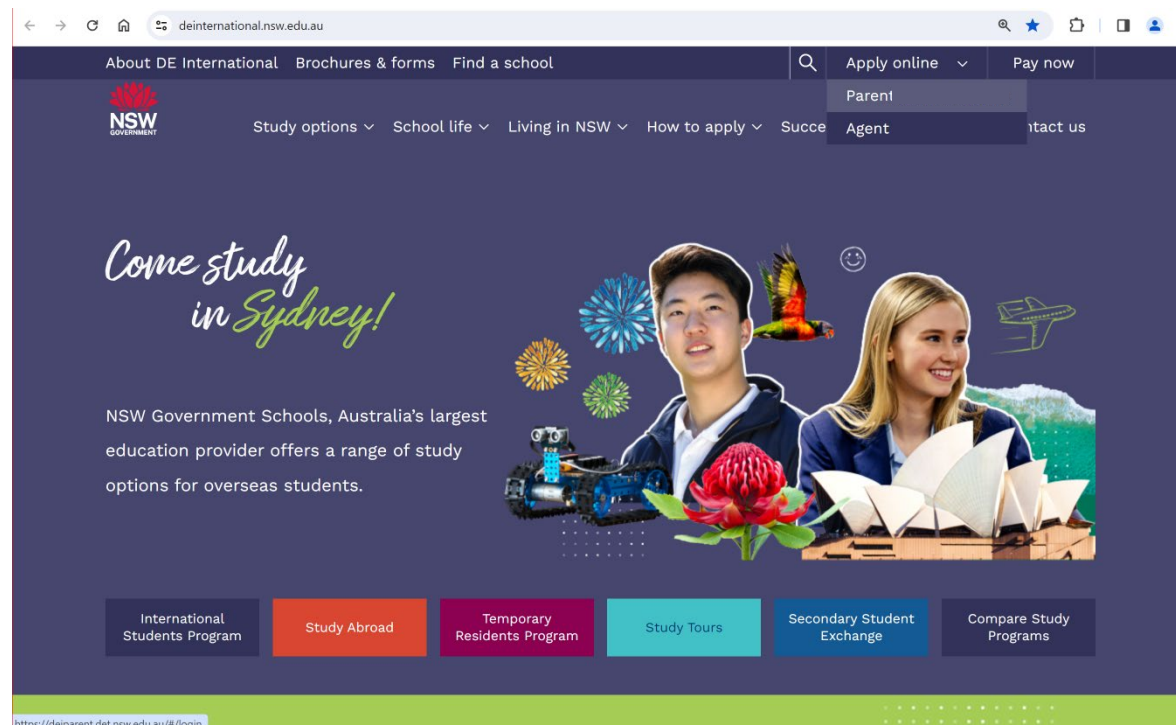 deinternational.nsw.edu.au
About DE International Brochures & forms Find a school Apply online Pay now
Parent
Agent
NSW
GOVERNMENT
Study options School life Living in NSW How to apply Succe ntact us
Come study
in Sydney!
NSW Government Schools, Australia's largest
education provider offers a range of study
options for overseas students.
International
Students Program
Study Abroad
Temporary
Residents Program
Study Tours
Secondary Student
Exchange
Compare Study
Programs
https://deiparent.det.nsw.edu.au/#/login